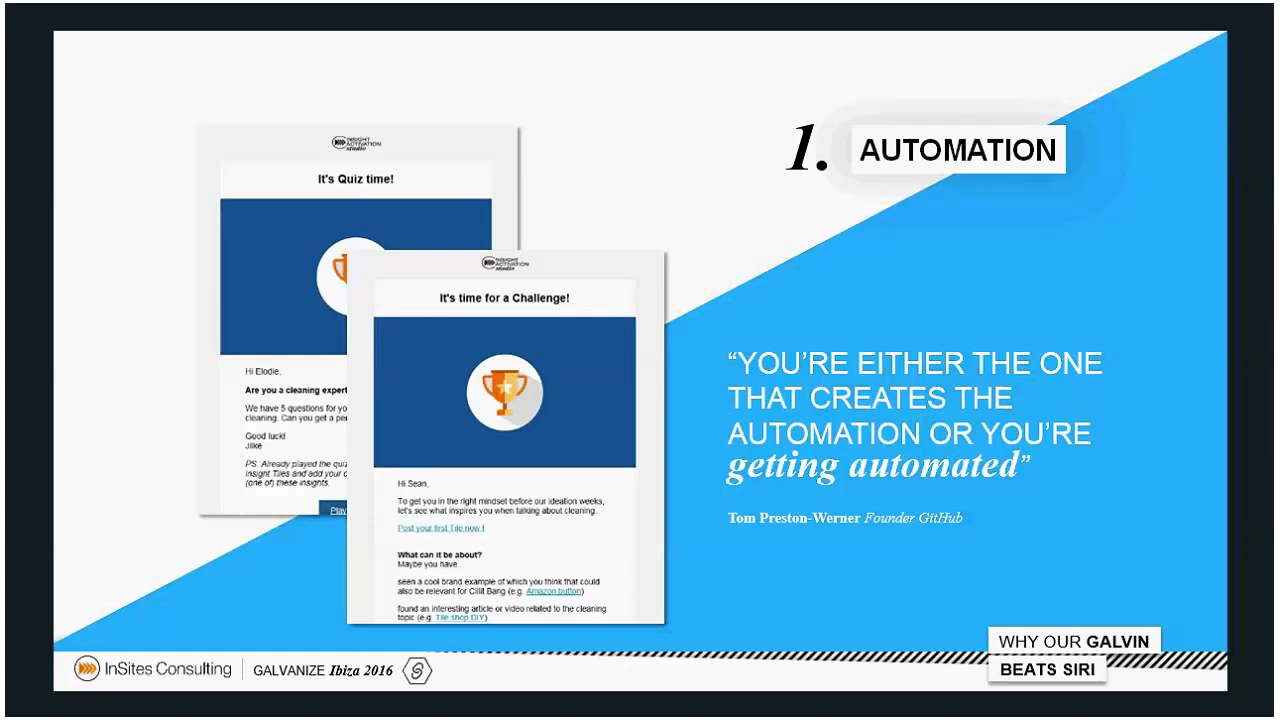 1. AUTOMATION
INSIGHT
ACTIVATION
studio
It's Quiz time!
Hi Elodie,
Are you a cleaning expert
We have 5 questions for yo
cleaning. Can you get a pe
Good luck!
Jilke
PS. Already played the quiz
insight Tiles and add your o
(one of) these insights.
Play
INSIGHT
ACTIVATION
studio
It's time for a Challenge!
Hi Sean,
To get you in the right mindset before our ideation weeks,
let's see what inspires you when talking about cleaning.
Post your first Tile now !
What can it be about?
Maybe you have ..
seen a cool brand example of which you think that could
also be relevant for Cillit Bang (e.g. Amazon button)
found an interesting article or video related to the cleaning
topic (e.g. Tile shop DIY)
“YOU’RE EITHER THE ONE
THAT CREATES THE
AUTOMATION OR YOU’RE
getting automated”
Tom Preston-Werner Founder GitHub
InSites Consulting
GALVANIZE Ibiza 2016
WHY OUR GALVIN
BEATS SIRI